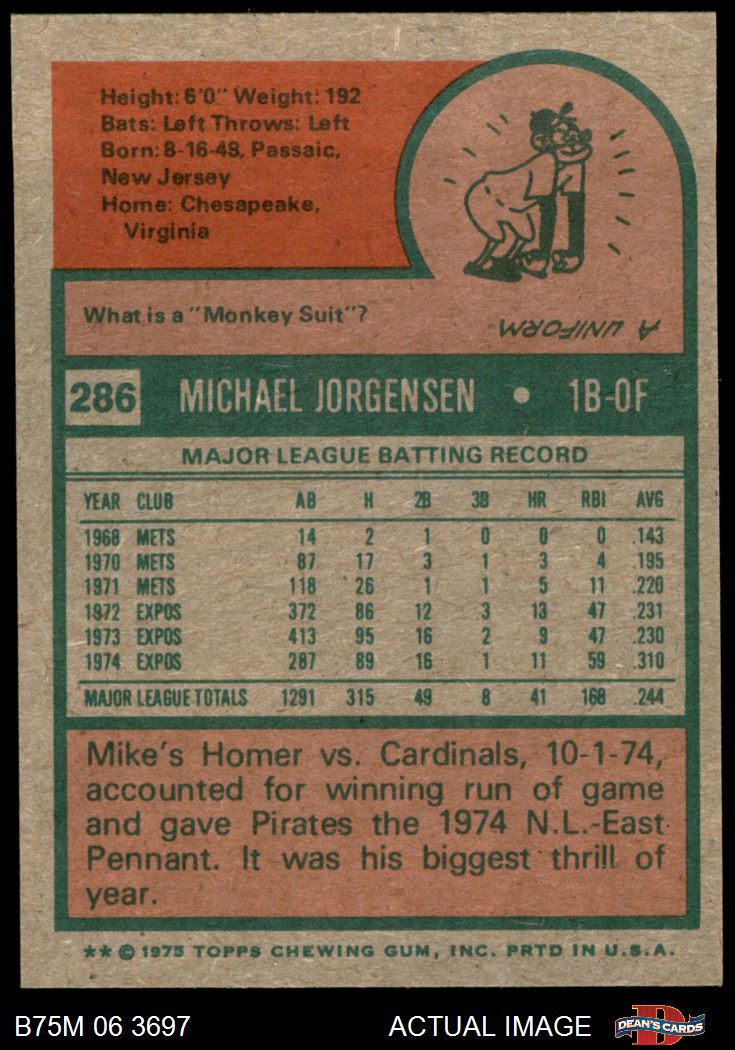 Height: 6'0" Weight: 192
Bats: Left Throws: Left
Born: 8-16-48, Passaic,
New Jersey
Home: Chesapeake,
Virginia
What is a "Monkey Suit"?
A UNIFORM
286 MICHAEL JORGENSEN • 1B-OF
MAJOR LEAGUE BATTING RECORD
YEAR CLUB AB H 2B 3B HR RBI AVG
1968 METS 14 2 1 0 0 0 .143
1970 METS 87 17 3 1 3 4 .195
1971 METS 118 26 1 1 5 11 .220
1972 EXPOS 372 86 12 3 13 47 .231
1973 EXPOS 413 95 16 2 9 47 .230
1974 EXPOS 287 89 16 1 11 59 .310
MAJOR LEAGUE TOTALS 1291 315 49 8 41 168 .244
Mike's Homer vs. Cardinals, 10-1-74,
accounted for winning run of game
and gave Pirates the 1974 N.L.-East
Pennant. It was his biggest thrill of
year.
** © 1975 TOPPS CHEWING GUM, INC. PRTD IN U.S.A.
B75M 06 3697 ACTUAL IMAGE D DEAN'S CARDS